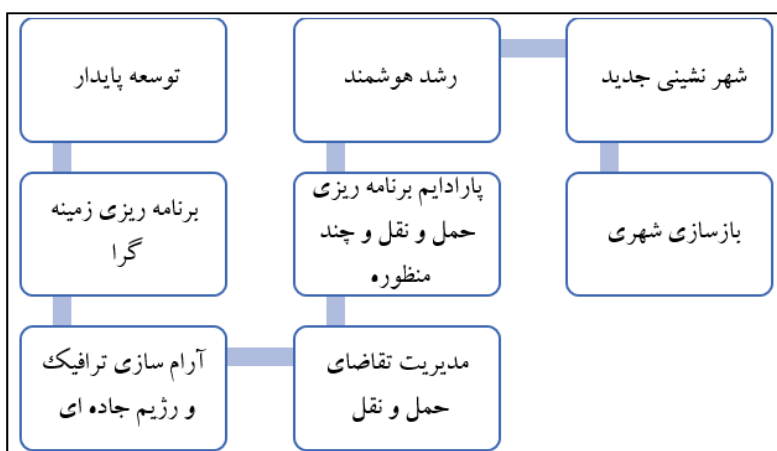 شهر نشینی جدید
رشد هوشمند
توسعه پایدار
بازسازی شهری
پارادایم برنامه ریزی
حمل و نقل و چند
منظوره
برنامه ریزی زمینه
گرا
مدیریت تقاضای
حمل و نقل
آرام سازی ترافیک
و رژیم جاده ای